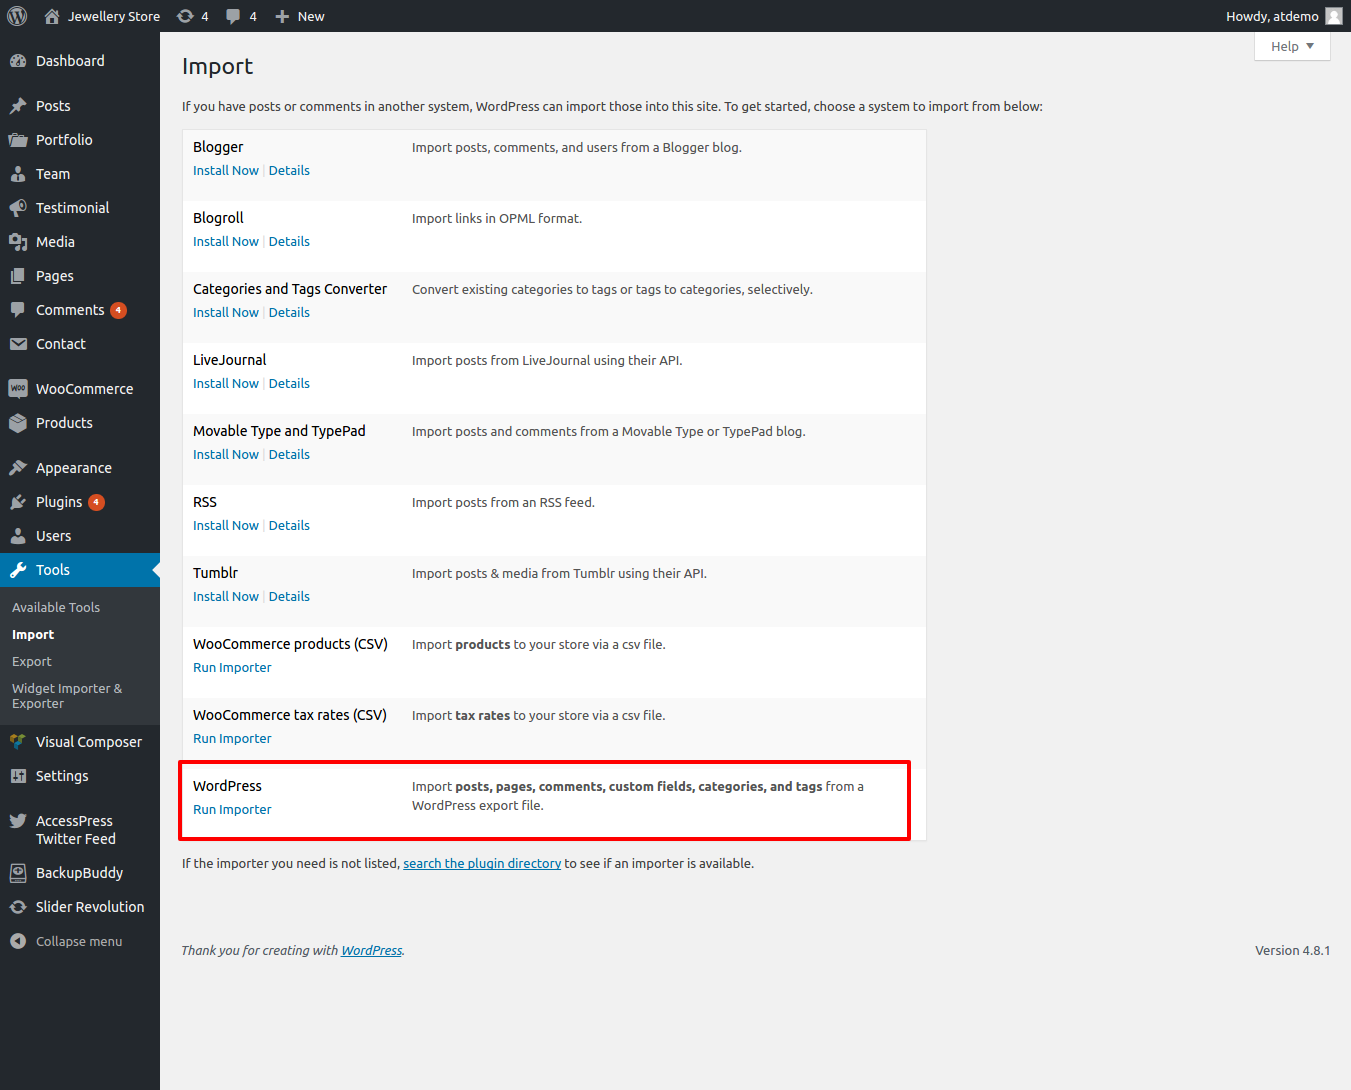 Jewellery Store 4 4 New Howdy, atdemo
Dashboard
Posts
Portfolio
Team
Testimonial
Media
Pages
Comments 4
Contact
WOO WooCommerce
Products
Appearance
Plugins 4
Users
Tools
Available Tools
Import
Export
Widget Importer &
Exporter
Visual Composer
Settings
AccessPress
Twitter Feed
BackupBuddy
Slider Revolution
Collapse menu
Help
Import
If you have posts or comments in another system, WordPress can import those into this site. To get started, choose a system to import from below:
Blogger Import posts, comments, and users from a Blogger blog.
Install Now | Details
Blogroll Import links in OPML format.
Install Now | Details
Categories and Tags Converter Convert existing categories to tags or tags to categories, selectively.
Install Now | Details
LiveJournal Import posts from LiveJournal using their API.
Install Now | Details
Movable Type and TypePad Import posts and comments from a Movable Type or TypePad blog.
Install Now | Details
RSS Import posts from an RSS feed.
Install Now | Details
Tumblr Import posts & media from Tumblr using their API.
Install Now | Details
WooCommerce products (CSV) Import products to your store via a csv file.
Run Importer
WooCommerce tax rates (CSV) Import tax rates to your store via a csv file.
Run Importer
WordPress Import posts, pages, comments, custom fields, categories, and tags from a
Run Importer WordPress export file.
If the importer you need is not listed, search the plugin directory to see if an importer is available.
Thank you for creating with WordPress. Version 4.8.1